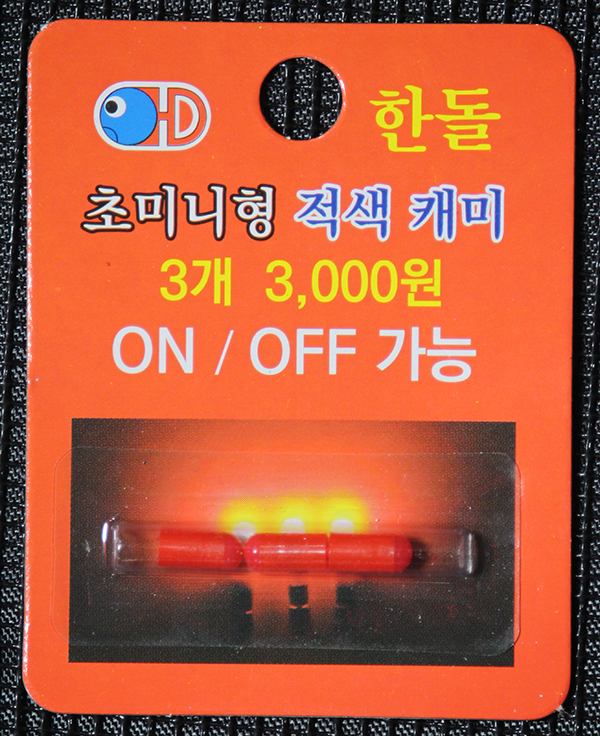 HD 한돌
초미니형 적색 캐미
3개 3,000원
ON / OFF 가능